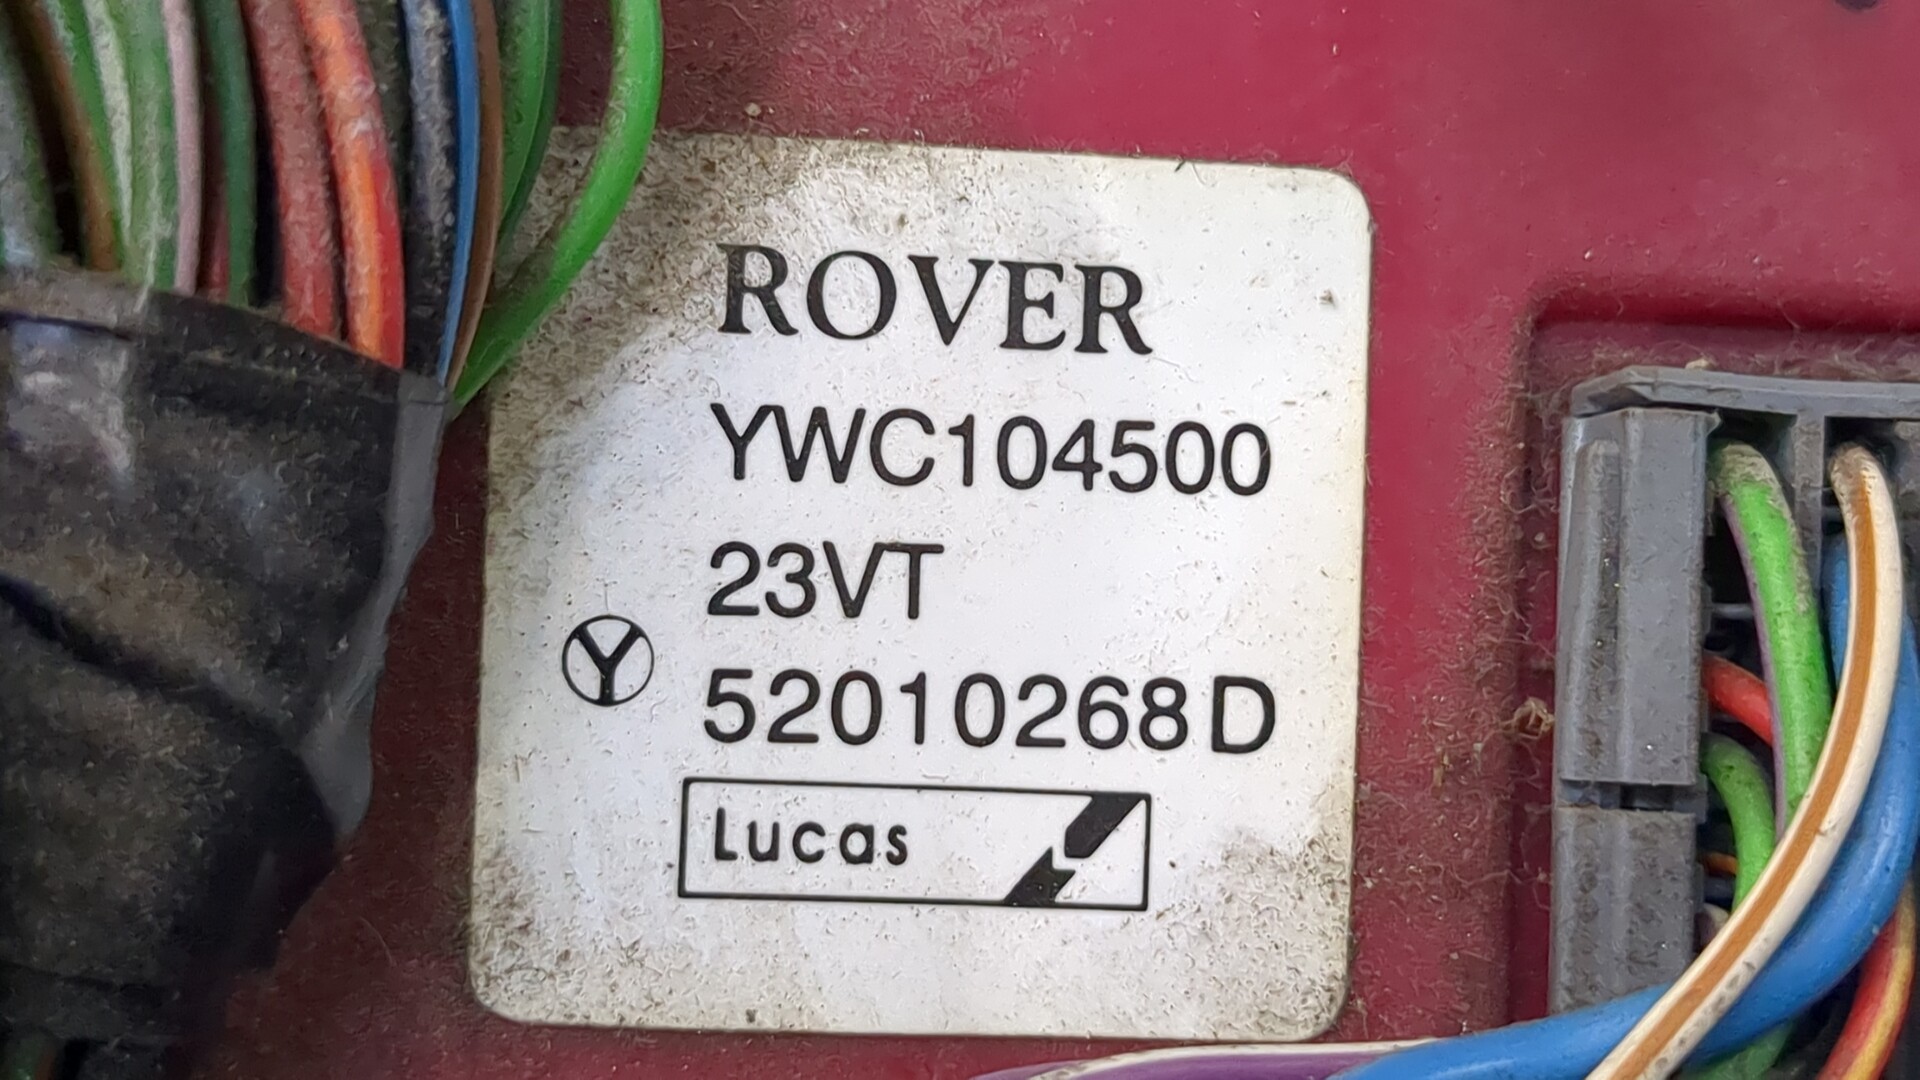 ROVER
YWC104500
23VT
Y
52010268D
Lucas